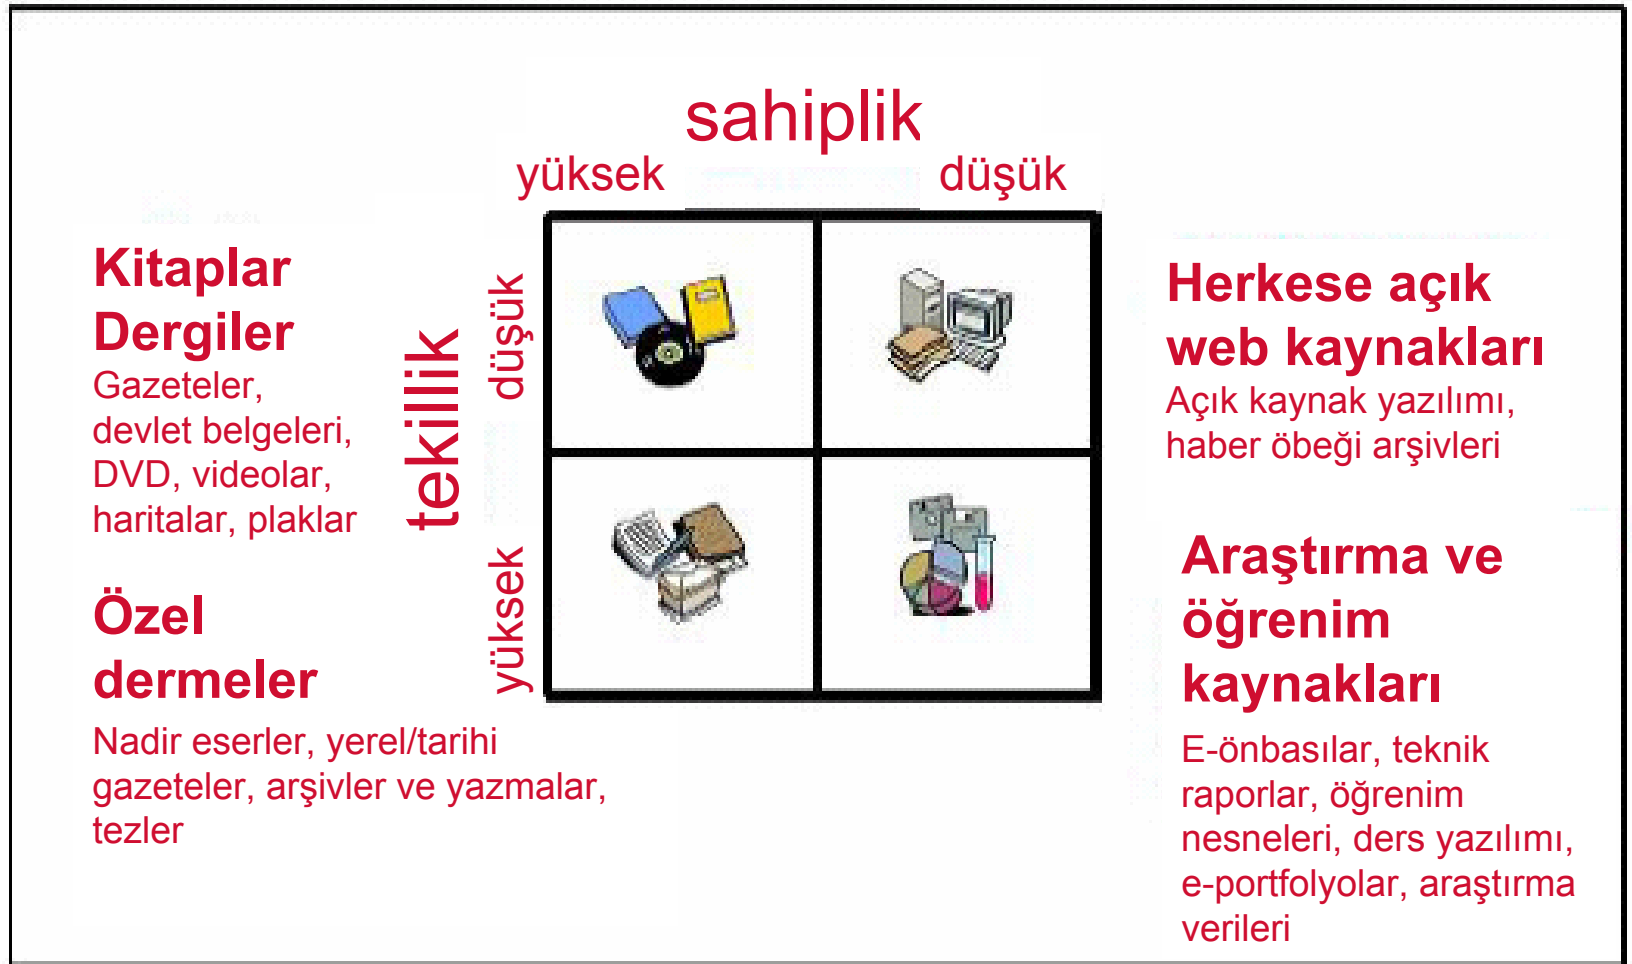 sahiplik
yüksek
düşük
Kitaplar
Dergiler
Gazeteler,
devlet belgeleri,
DVD, videolar,
haritalar, plaklar
Özel
dermeler
Nadir eserler, yerel/tarihi
gazeteler, arşivler ve yazmalar,
tezler
tekillik
düşük
yüksek
Herkese açık
web kaynakları
Açık kaynak yazılımı,
haber öbeği arşivleri
Araştırma ve
öğrenim
kaynakları
E-önbasılar, teknik
raporlar, öğrenim
nesneleri, ders yazılımı,
e-portfolyolar, araştırma
verileri